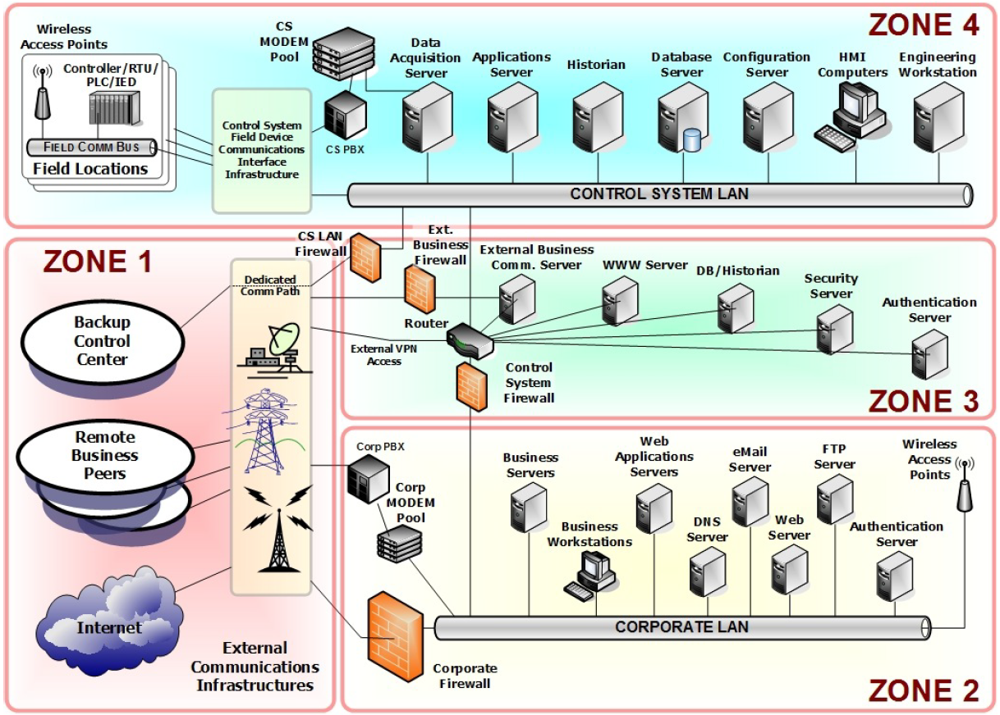 ZONE 4
Wireless
Access Points
Controller/RTU/
PLC/IED
FIELD COMM BUS
Field Locations
Control System
Field Device
Communications
Interface
Infrastructure
CS
MODEM
Pool
CS PBX
Data
Acquisition
Server
Applications
Server
Historian
Database
Server
Configuration
Server
HMI
Computers
Engineering
Workstation
CONTROL SYSTEM LAN
ZONE 1
CS LAN
Firewall
Dedicated
Comm Path
Backup
Control
Center
Remote
Business
Peers
Internet
External
Communications
Infrastructures
Ext.
Business
Firewall
External Business
Comm. Server
WWW Server
DB/Historian
Security
Server
Authentication
Server
Router
External VPN
Access
Control
System
Firewall
ZONE 3
Corp PBX
Corp
MODEM
Pool
Business
Servers
Business
Workstations
Web
Applications
Servers
DNS
Server
eMail
Server
Web
Server
FTP
Server
Authentication
Server
Wireless
Access
Points
CORPORATE LAN
Corporate
Firewall
ZONE 2